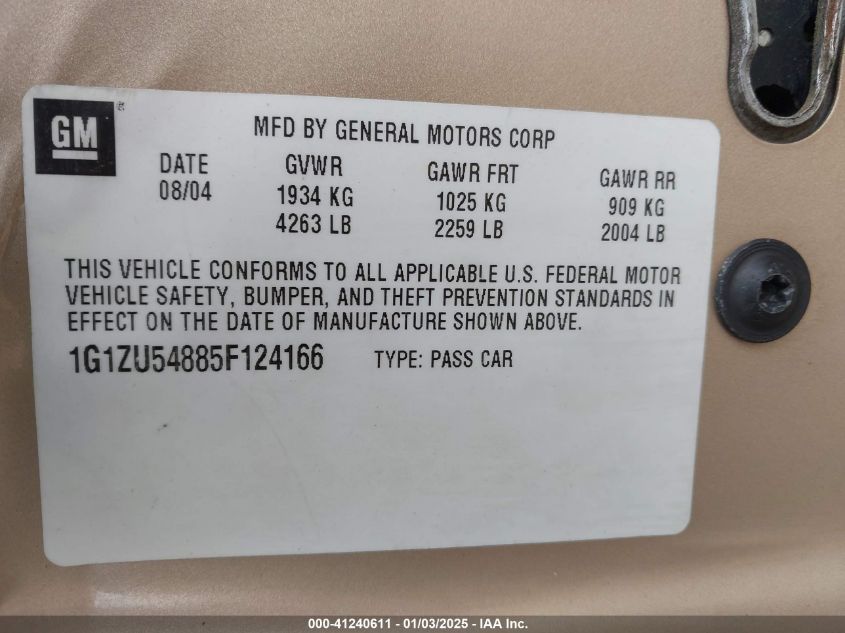 GM
MFD BY GENERAL MOTORS CORP
DATE GVWR GAWR FRT GAWR RR
08/04 1934 KG 1025 KG 909 KG
4263 LB 2259 LB 2004 LB
THIS VEHICLE CONFORMS TO ALL APPLICABLE U.S. FEDERAL MOTOR
VEHICLE SAFETY, BUMPER, AND THEFT PREVENTION STANDARDS IN
EFFECT ON THE DATE OF MANUFACTURE SHOWN ABOVE.
1G1ZU54885F124166 TYPE: PASS CAR
000-41240611 - 01/03/2025 - IAA Inc.